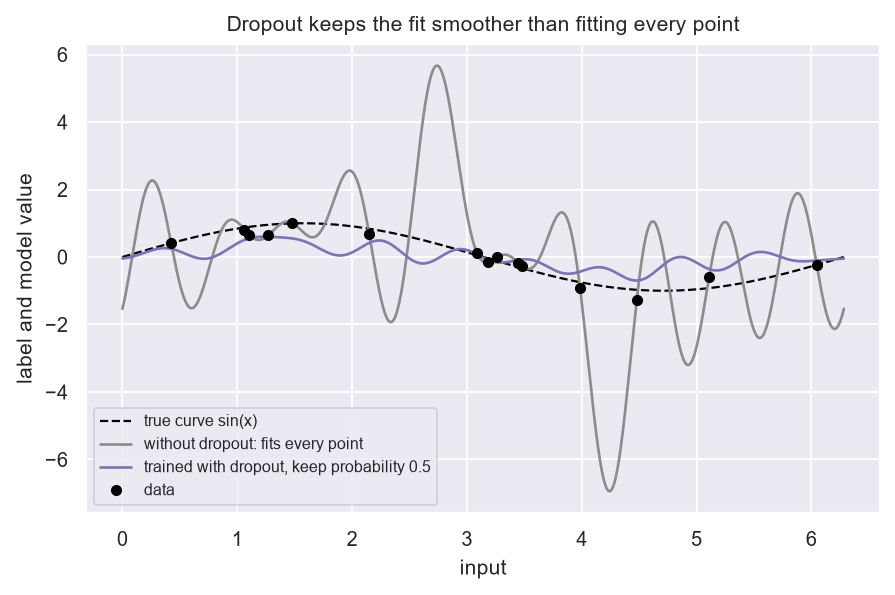 Dropout keeps the fit smoother than fitting every point
6
4
2
0
−2
−4
−6
label and model value
true curve sin(x)
without dropout: fits every point
trained with dropout, keep probability 0.5
data
0 1 2 3 4 5 6
input